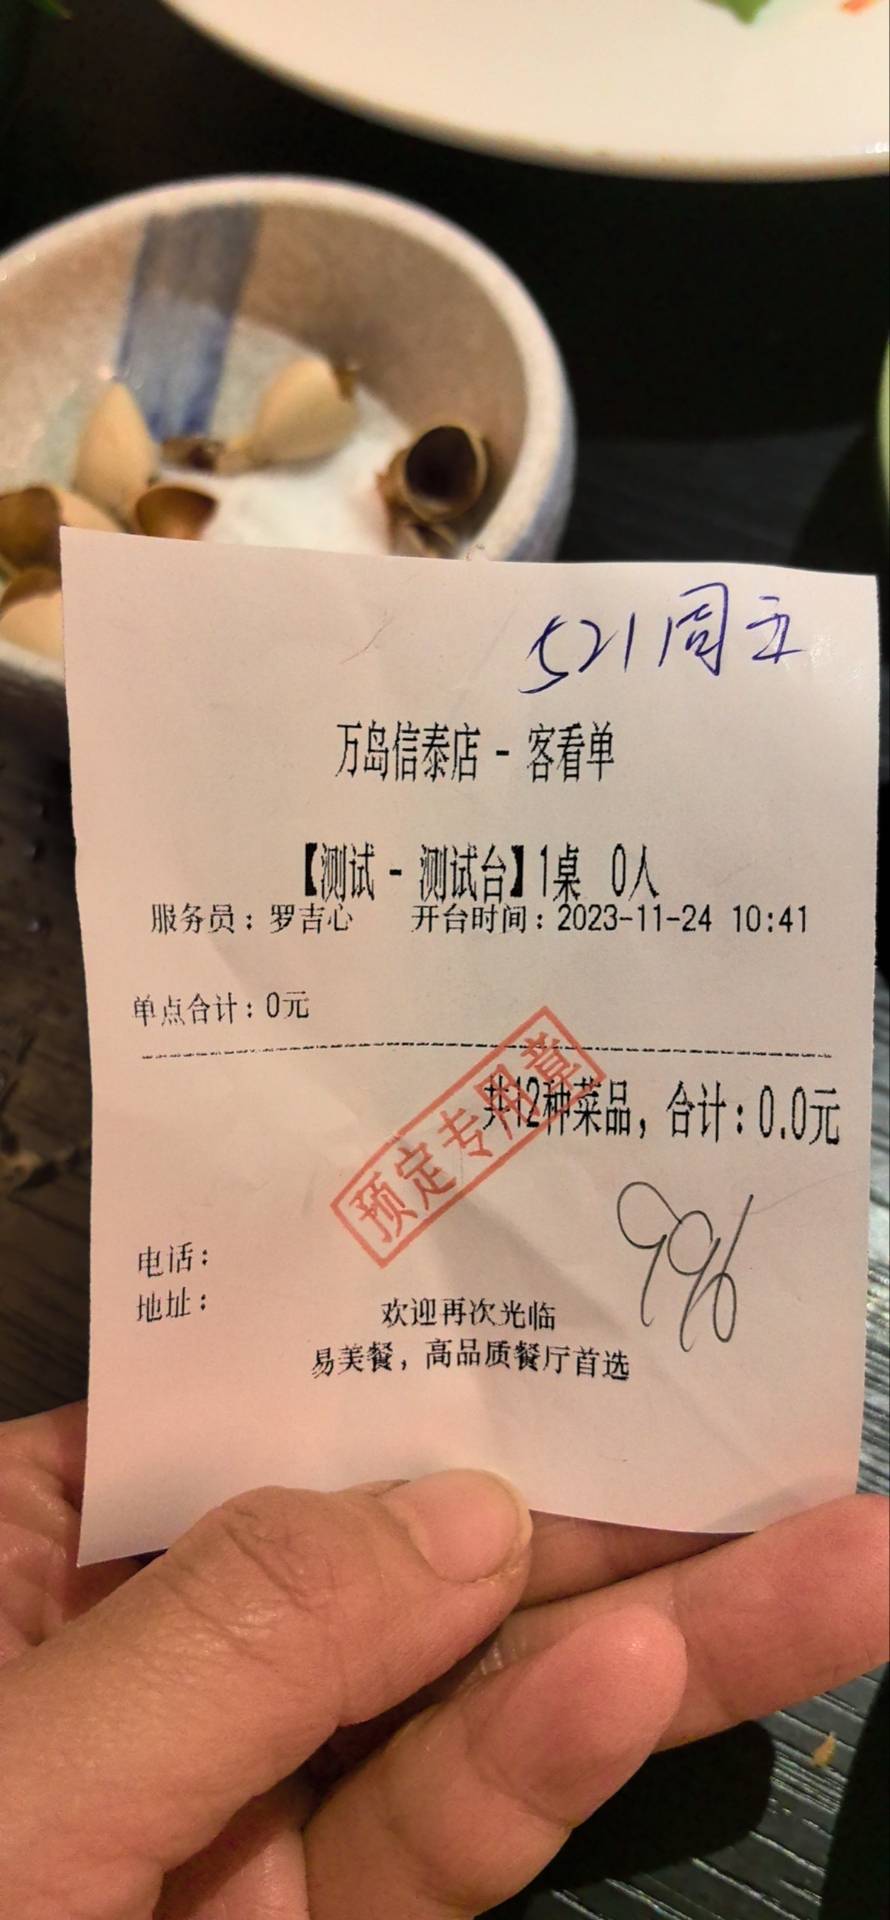 521周五
万岛信泰店 - 客看单
【测试 - 测试台】1桌 0人
服务员：罗吉心 开台时间：2023-11-24 10:41
单点合计：0元
共12种菜品，合计：0.0元
预定专用章
996
电话：
地址：
欢迎再次光临
易美餐，高品质餐厅首选